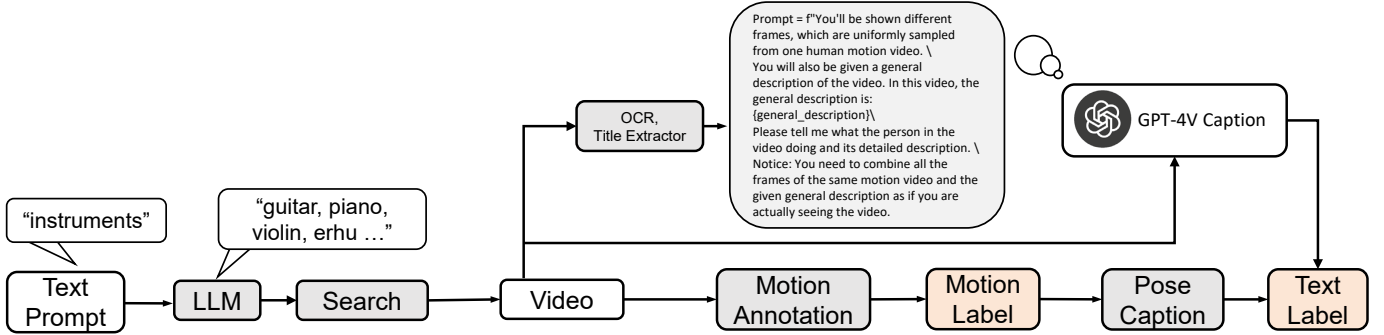 Prompt = f"You'll be shown different
frames, which are uniformly sampled
from one human motion video. \
You will also be given a general
description of the video. In this video, the
general description is:
{general_description}\
Please tell me what the person in the
video doing and its detailed description. \
Notice: You need to combine all the
frames of the same motion video and the
given general description as if you are
actually seeing the video.
OCR,
Title Extractor
GPT-4V Caption
“instruments”
“guitar, piano,
violin, erhu …”
Text
Prompt
LLM
Search
Video
Motion
Annotation
Motion
Label
Pose
Caption
Text
Label